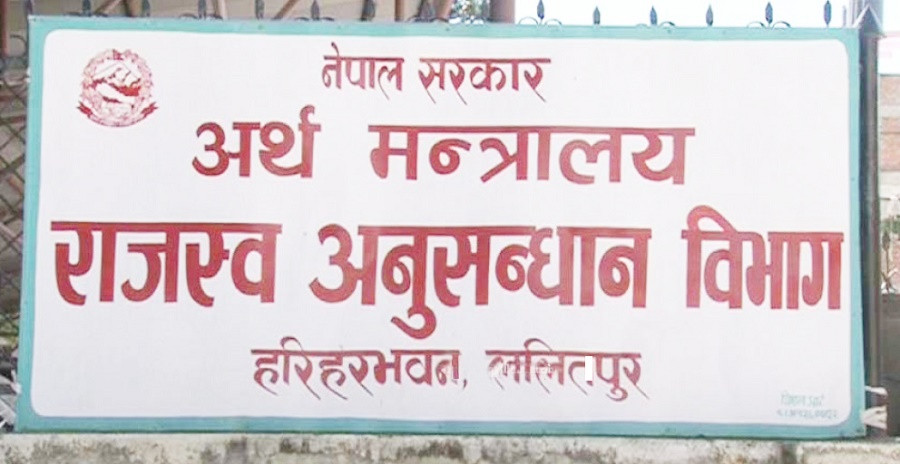 नेपाल सरकार
अर्थ मन्त्रालय
राजस्व अनुसन्धान विभाग
हरिहरभवन, ललितपुर